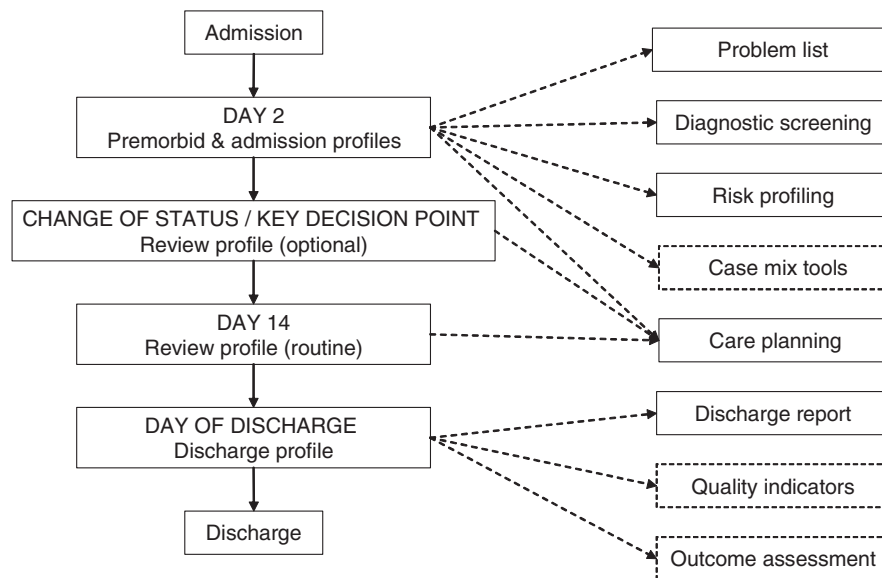 Admission
DAY 2
Premorbid & admission profiles
CHANGE OF STATUS / KEY DECISION POINT
Review profile (optional)
DAY 14
Review profile (routine)
DAY OF DISCHARGE
Discharge profile
Discharge
Problem list
Diagnostic screening
Risk profiling
Case mix tools
Care planning
Discharge report
Quality indicators
Outcome assessment